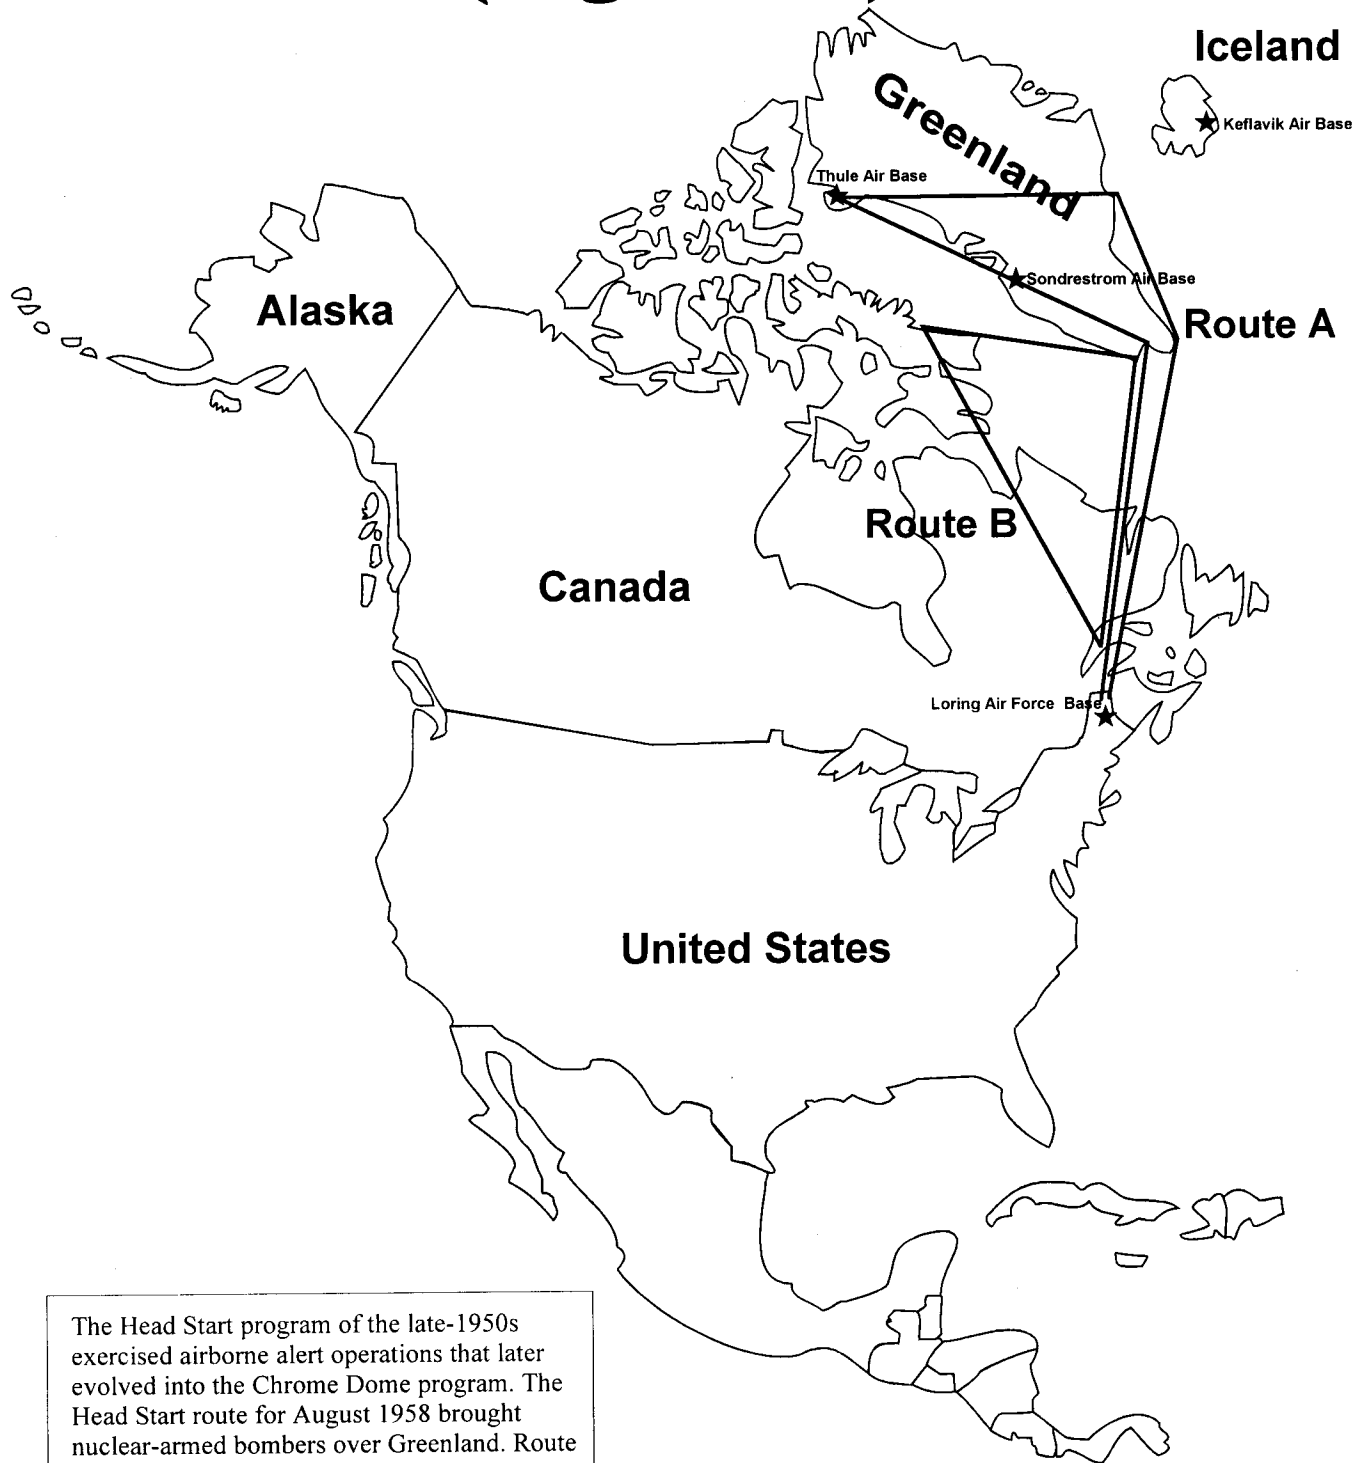 Iceland
Greenland
Keflavik Air Base
Thule Air Base
Sondrestrom Air Base
Alaska
Route A
Route B
Canada
Loring Air Force Base
United States
The Head Start program of the late-1950s
exercised airborne alert operations that later
evolved into the Chrome Dome program. The
Head Start route for August 1958 brought
nuclear-armed bombers over Greenland. Route